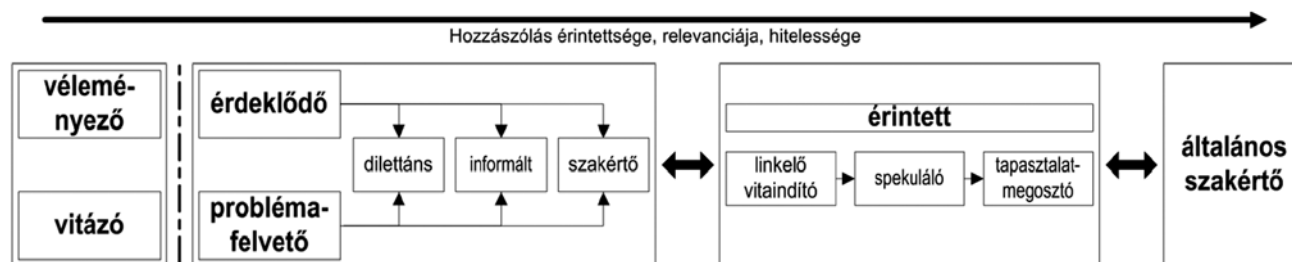 Hozzászólás érintettsége, relevanciája, hitelessége
vélemé-
nyező
vitázó
érdeklődő
dilettáns
informált
szakértő
probléma-
felvető
érintett
linkelő
vitaindító
spekuláló
tapasztalat-
megosztó
általános
szakértő